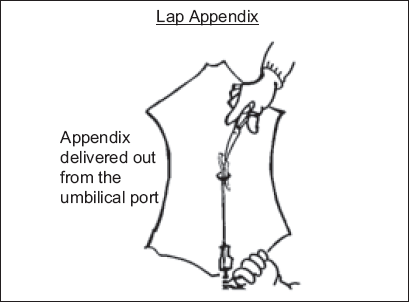 Lap Appendix
Appendix
delivered out
from the
umbilical port